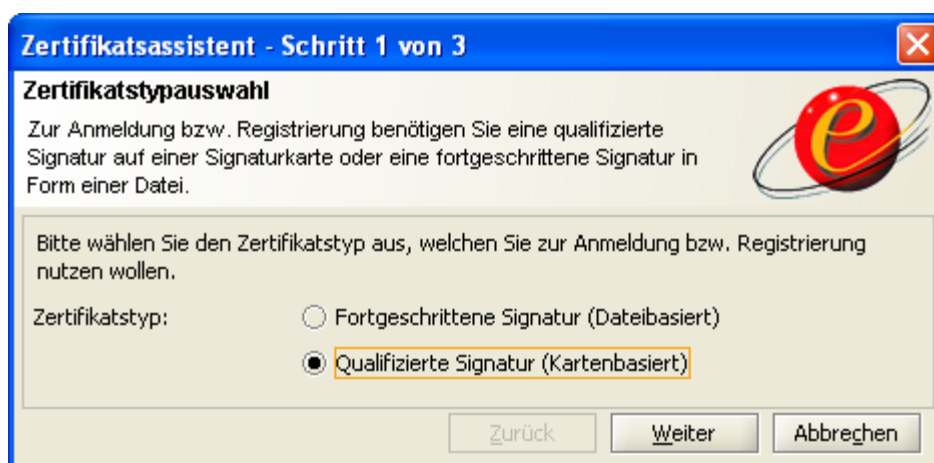 Zertifikatsassistent - Schritt 1 von 3
Zertifikatstypauswahl
Zur Anmeldung bzw. Registrierung benötigen Sie eine qualifizierte
Signatur auf einer Signaturkarte oder eine fortgeschrittene Signatur in
Form einer Datei.
e
Bitte wählen Sie den Zertifikatstyp aus, welchen Sie zur Anmeldung bzw. Registrierung
nutzen wollen.
Zertifikatstyp:
Fortgeschrittene Signatur (Dateibasiert)
Qualifizierte Signatur (Kartenbasiert)
Zurück Weiter Abbrechen